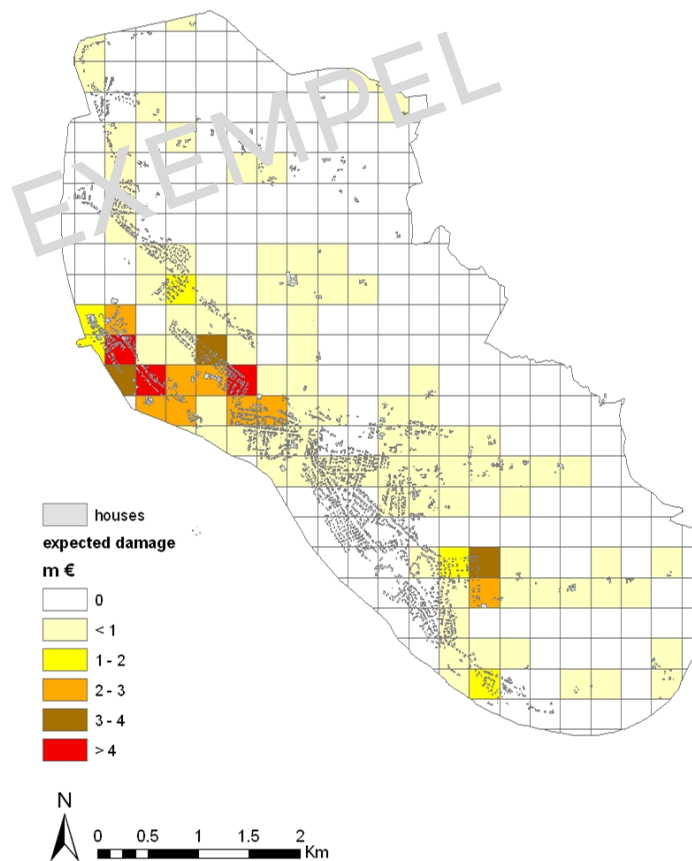 EXEMPEL
houses
expected damage
m €
0
< 1
1 - 2
2 - 3
3 - 4
> 4
N
0 0.5 1 1.5 2
Km